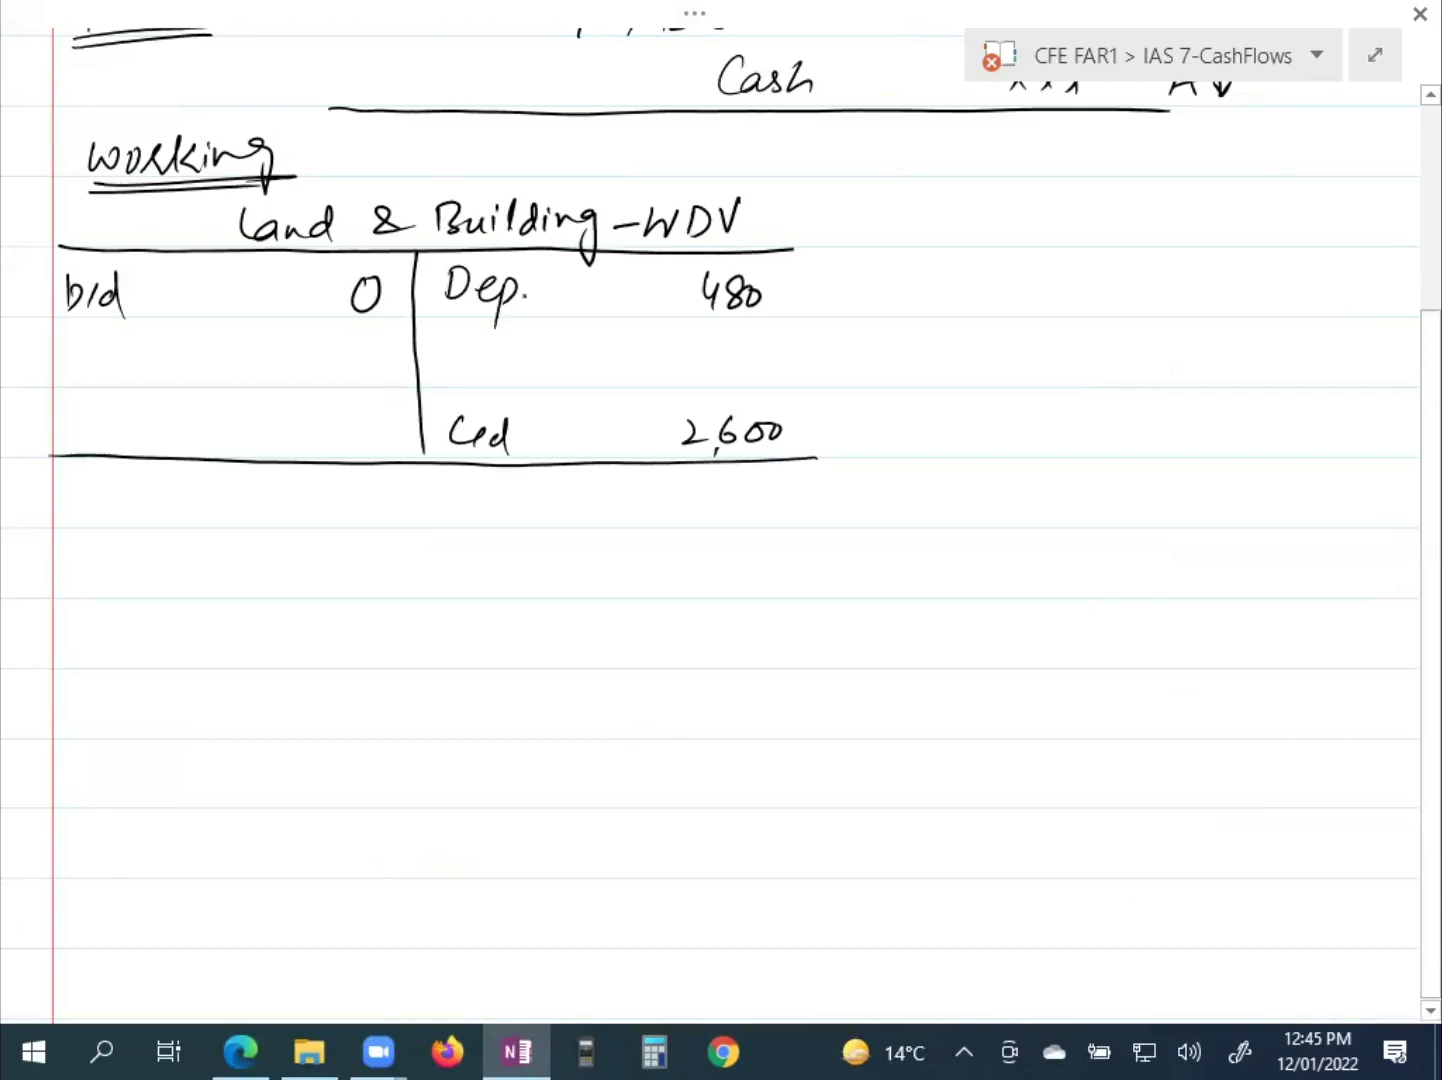 CFE FAR1 > IAS 7-CashFlows
Cash
Working
Land & Building - WDV
b/d 0 Dep. 480
C/d 2,600
14°C
12:45 PM
12/01/2022